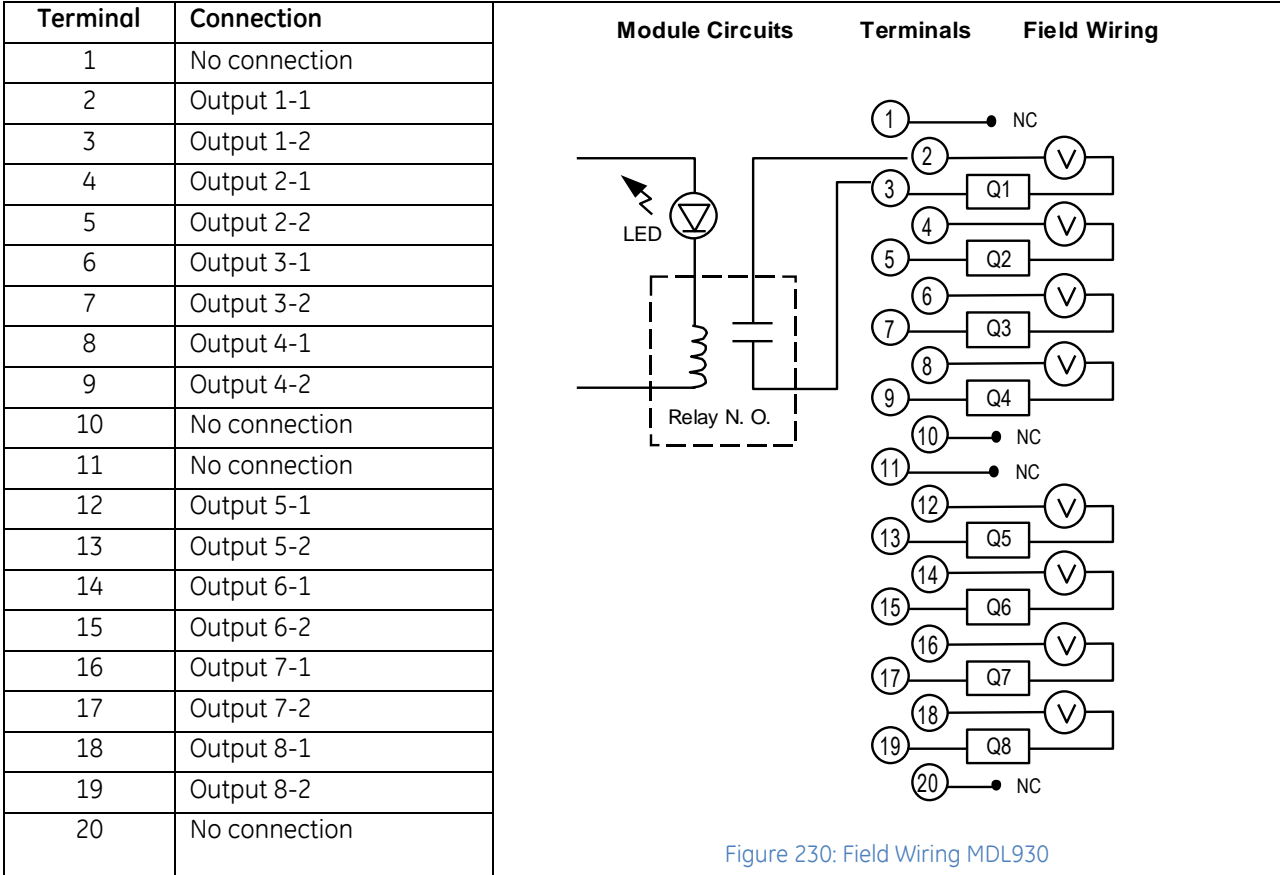 Terminal Connection
1 No connection
2 Output 1-1
3 Output 1-2
4 Output 2-1
5 Output 2-2
6 Output 3-1
7 Output 3-2
8 Output 4-1
9 Output 4-2
10 No connection
11 No connection
12 Output 5-1
13 Output 5-2
14 Output 6-1
15 Output 6-2
16 Output 7-1
17 Output 7-2
18 Output 8-1
19 Output 8-2
20 No connection
Module Circuits Terminals Field Wiring
1 NC
2 V
3 Q1
4 V
LED
5 Q2
6 V
7 Q3
8 V
9 Q4
Relay N. O.
10 NC
11 NC
12 V
13 Q5
14 V
15 Q6
16 V
17 Q7
18 V
19 Q8
20 NC
Figure 230: Field Wiring MDL930